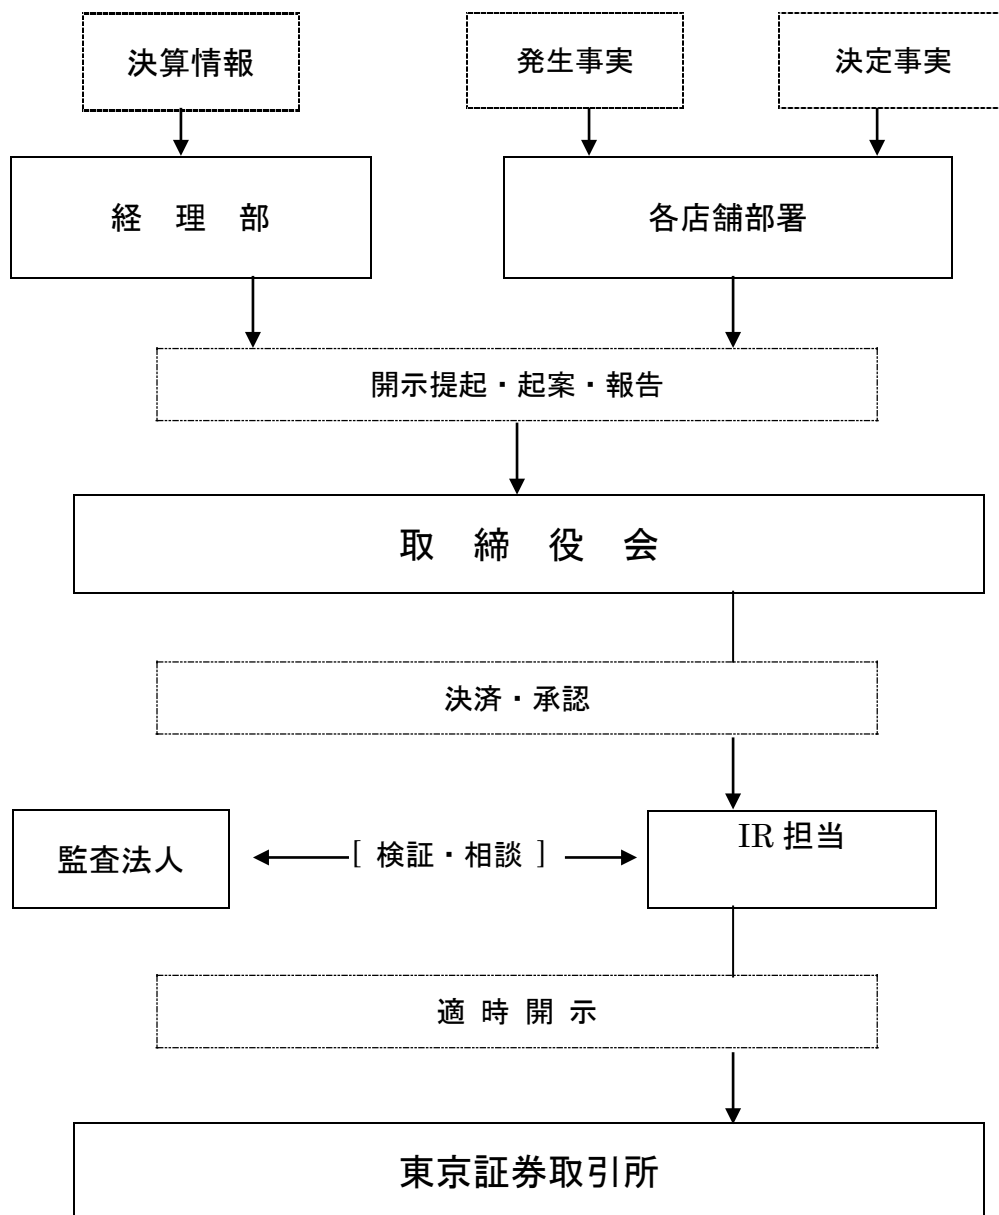 決算情報
発生事実
決定事実
経　理　部
各店舗部署
開示提起・起案・報告
取　締　役　会
決済・承認
監査法人
[ 検証・相談 ]
IR 担当
適 時 開 示
東京証券取引所